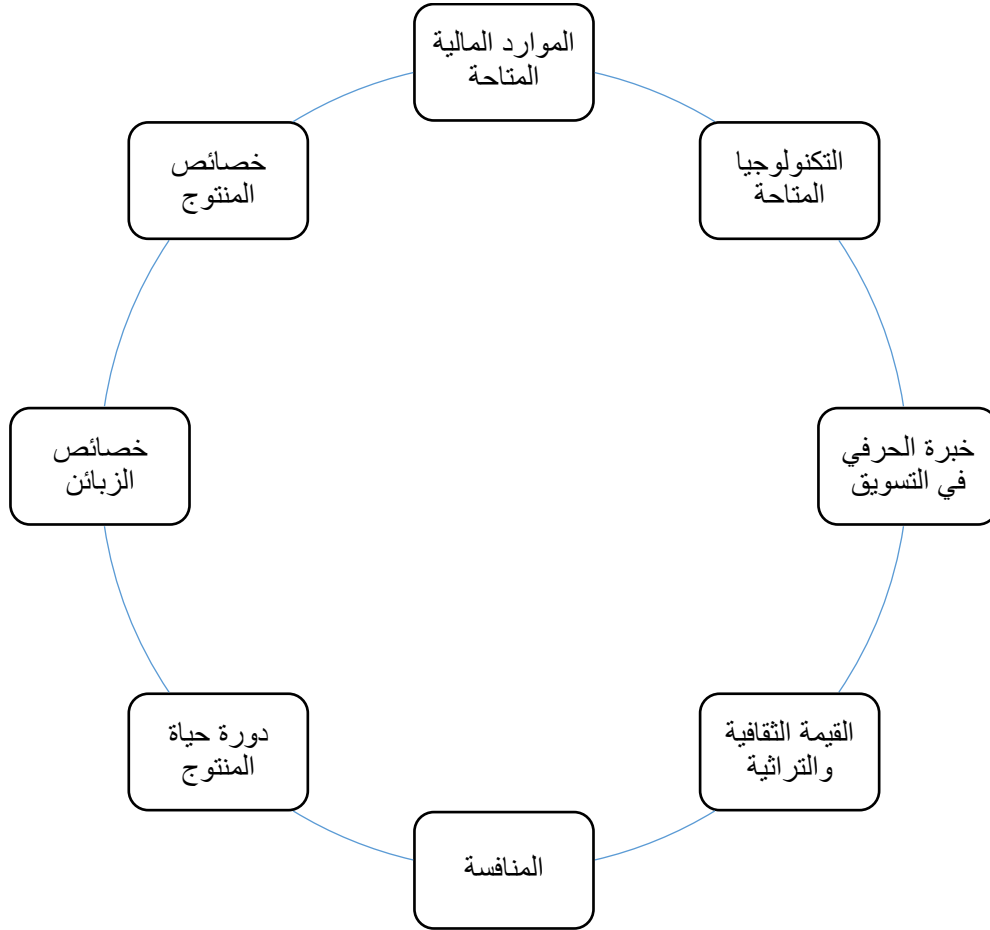 الموارد المالية
المتاحة
التكنولوجيا
المتاحة
خبرة الحرفي
في التسويق
القيمة الثقافية
والتراثية
المنافسة
دورة حياة
المنتوج
خصائص
الزبائن
خصائص
المنتوج